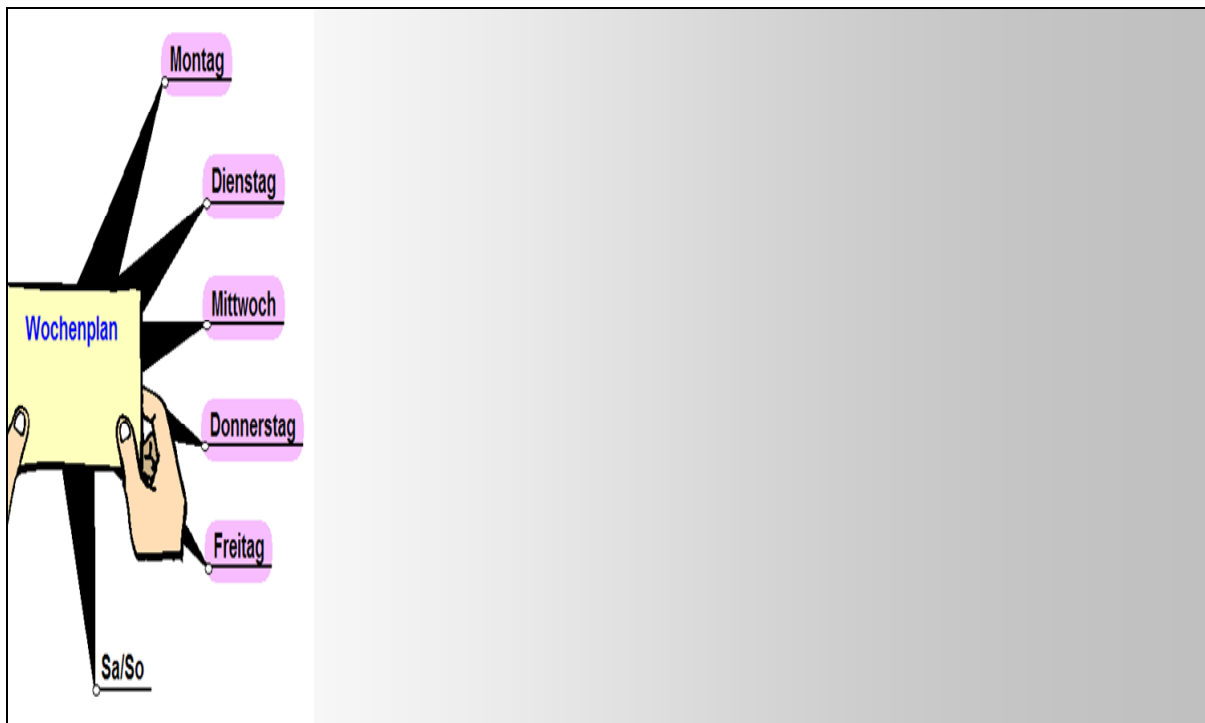 Montag
Dienstag
Mittwoch
Wochenplan
Donnerstag
Freitag
Sa/So